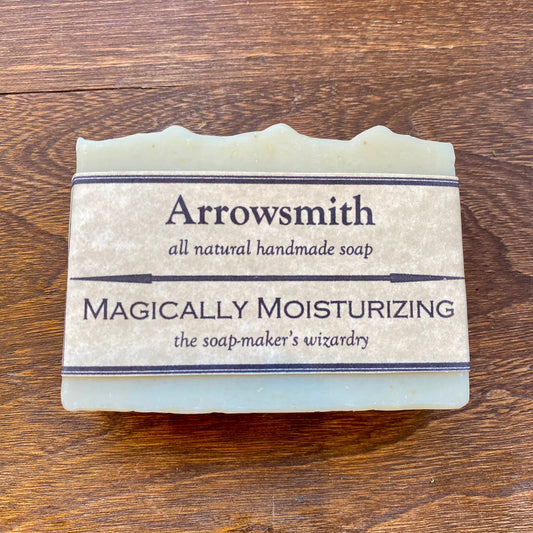 Arrowsmith
all natural handmade soap
MAGICALLY MOISTURIZING
the soap-maker's wizardry